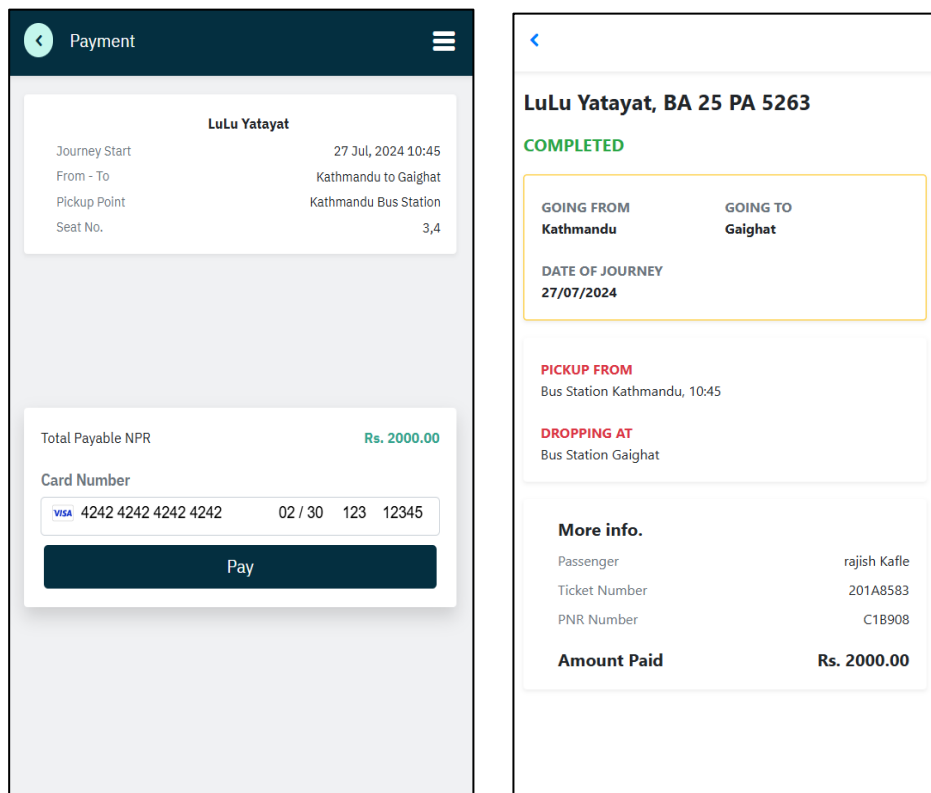 Payment
LuLu Yatayat
Journey Start 27 Jul, 2024 10:45
From - To Kathmandu to Gaighat
Pickup Point Kathmandu Bus Station
Seat No. 3,4
Total Payable NPR Rs. 2000.00
Card Number
VISA 4242 4242 4242 4242 02 / 30 123 12345
Pay
LuLu Yatayat, BA 25 PA 5263
COMPLETED
GOING FROM GOING TO
Kathmandu Gaighat
DATE OF JOURNEY
27/07/2024
PICKUP FROM
Bus Station Kathmandu, 10:45
DROPPING AT
Bus Station Gaighat
More info.
Passenger rajish Kafle
Ticket Number 201A8583
PNR Number C1B908
Amount Paid Rs. 2000.00